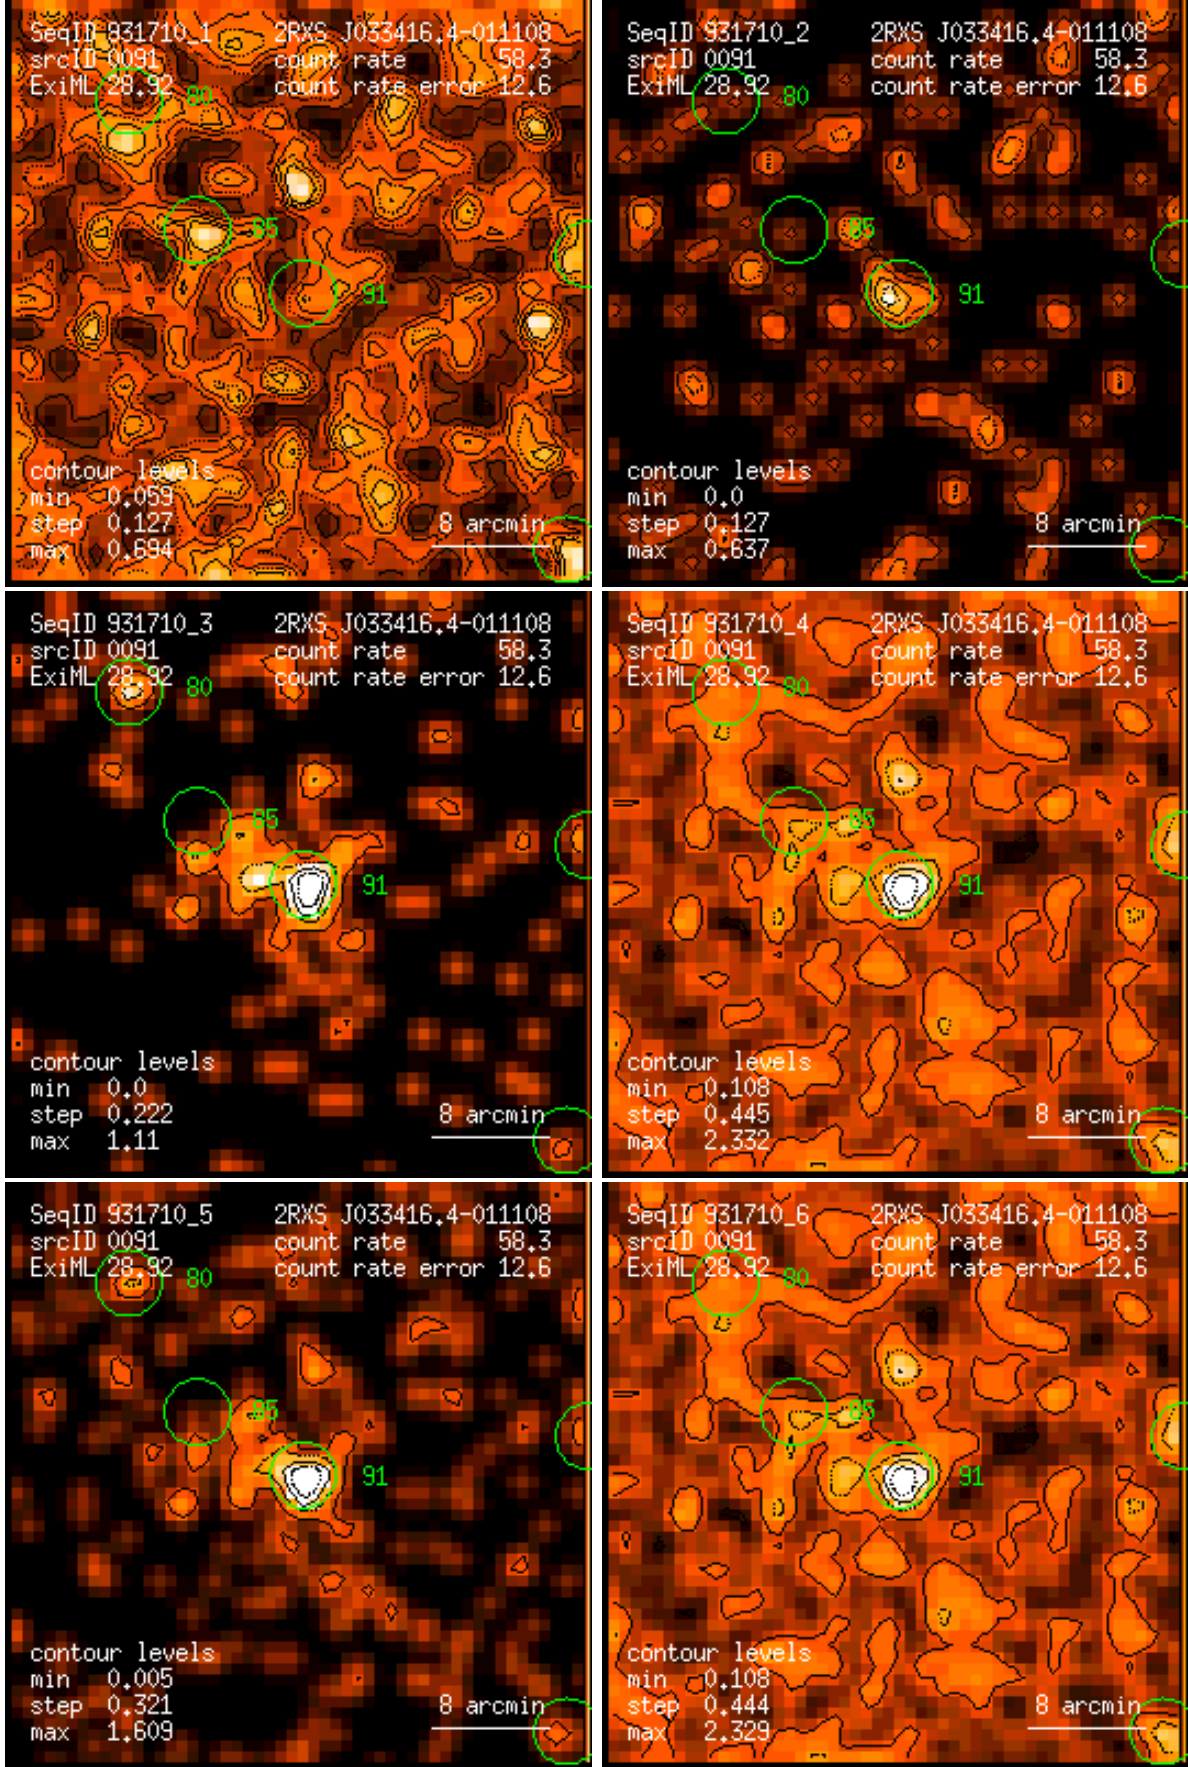 SeqID 931710_1 2RXS J033416.4-011108
srcID 0091 count rate 58.3
ExiML 28.92 count rate error 12.6
80
85
91
contour levels
min 0.059
step 0.127 8 arcmin
max 0.694
SeqID 931710_2 2RXS J033416.4-011108
srcID 0091 count rate 58.3
ExiML 28.92 count rate error 12.6
80
85
91
contour levels
min 0.0
step 0.127 8 arcmin
max 0.637
SeqID 931710_3 2RXS J033416.4-011108
srcID 0091 count rate 58.3
ExiML 28.92 count rate error 12.6
80
85
91
contour levels
min 0.0
step 0.222 8 arcmin
max 1.11
SeqID 931710_4 2RXS J033416.4-011108
srcID 0091 count rate 58.3
ExiML 28.92 count rate error 12.6
80
85
91
contour levels
min 0.108
step 0.445 8 arcmin
max 2.332
SeqID 931710_5 2RXS J033416.4-011108
srcID 0091 count rate 58.3
ExiML 28.92 count rate error 12.6
80
85
91
contour levels
min 0.005
step 0.321 8 arcmin
max 1.609
SeqID 931710_6 2RXS J033416.4-011108
srcID 0091 count rate 58.3
ExiML 28.92 count rate error 12.6
80
85
91
contour levels
min 0.108
step 0.444 8 arcmin
max 2.329